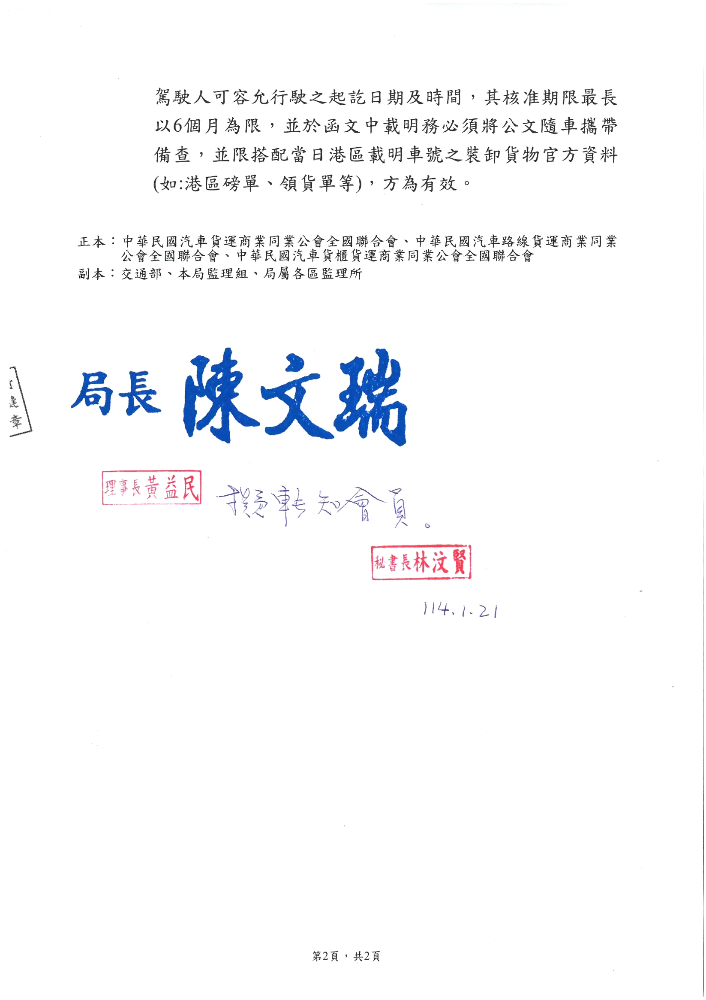 駕駛人可容允行駛之起訖日期及時間，其核准期限最長
以6個月為限，並於函文中載明務必須將公文隨車攜帶
備查，並限搭配當日港區載明車號之裝卸貨物官方資料
(如:港區磅單、領貨單等)，方為有效。
正本：中華民國汽車貨運商業同業公會全國聯合會、中華民國汽車路線貨運商業同業
公會全國聯合會、中華民國汽車貨櫃貨運商業同業公會全國聯合會
副本：交通部、本局監理組、局屬各區監理所
逢章
局長 陳文瑞
理事長黃益民
擬轉知會員。
秘書長林汶賢
114.1.21
第2頁，共2頁